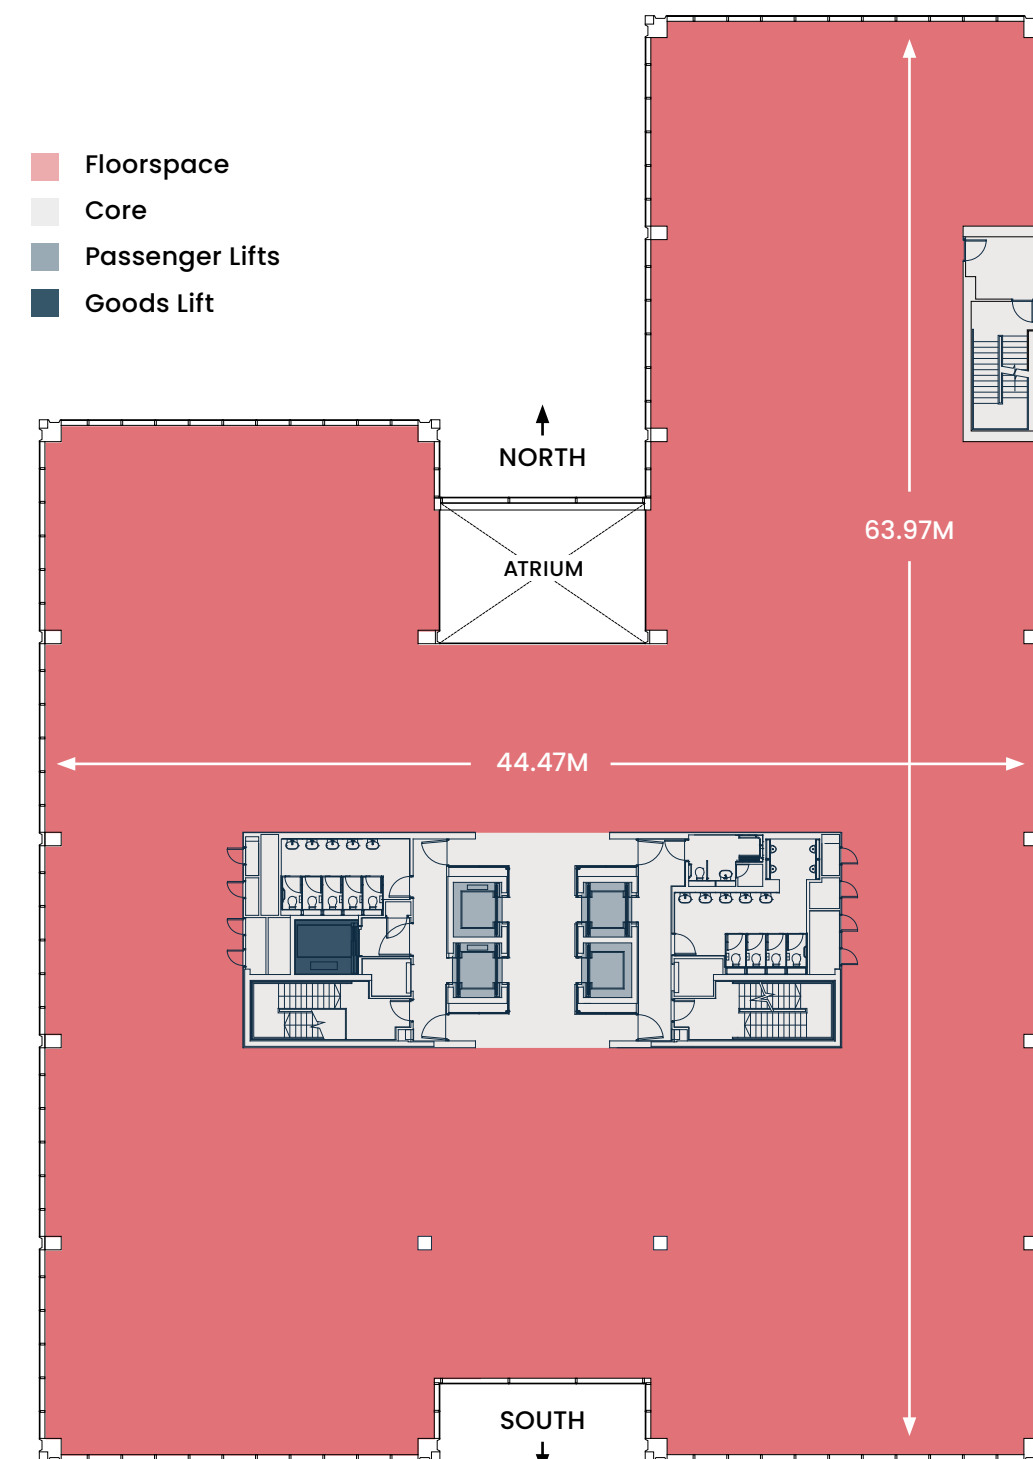 Floorspace
Core
Passenger Lifts
Goods Lift
NORTH
ATRIUM
63.97M
44.47M
SOUTH